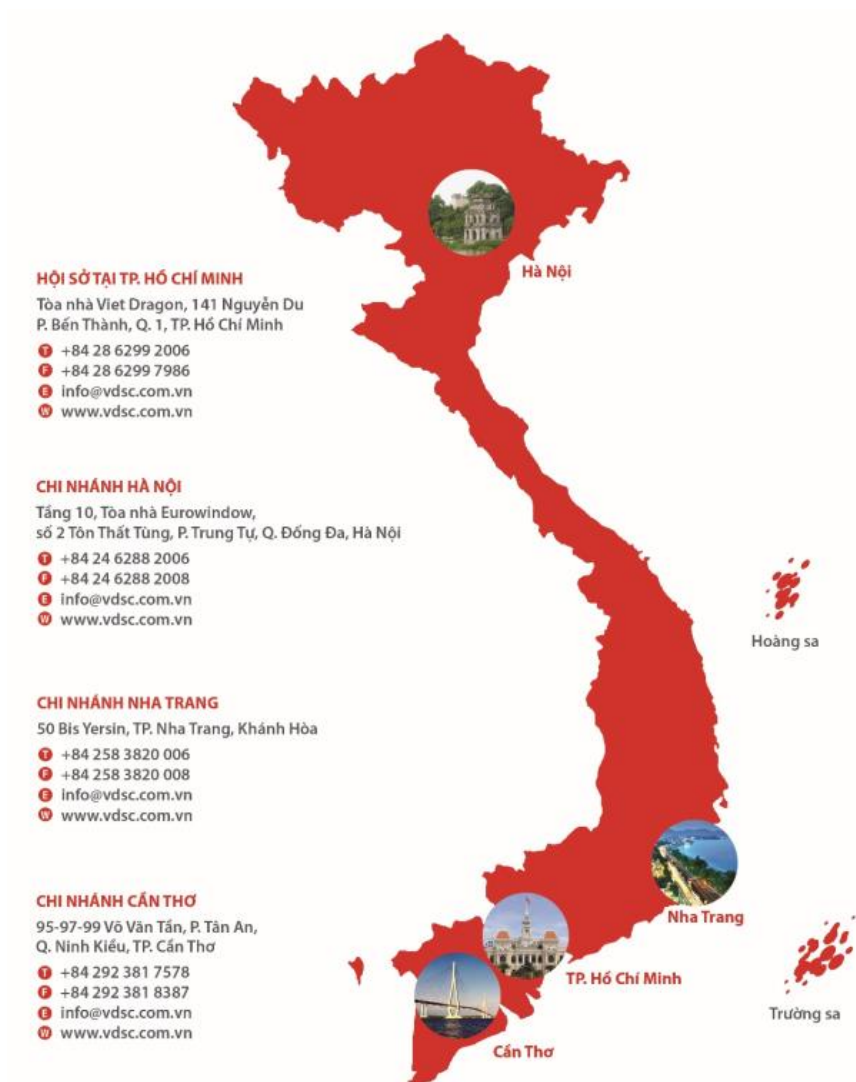 HỘI SỞ TẠI TP. HỒ CHÍ MINH
Tòa nhà Viet Dragon, 141 Nguyễn Du
P. Bến Thành, Q. 1, TP. Hồ Chí Minh
T +84 28 6299 2006
F +84 28 6299 7986
E info@vdsc.com.vn
W www.vdsc.com.vn
CHI NHÁNH HÀ NỘI
Tầng 10, Tòa nhà Eurowindow,
số 2 Tôn Thất Tùng, P. Trung Tự, Q. Đống Đa, Hà Nội
T +84 24 6288 2006
F +84 24 6288 2008
E info@vdsc.com.vn
W www.vdsc.com.vn
CHI NHÁNH NHA TRANG
50 Bis Yersin, TP. Nha Trang, Khánh Hòa
T +84 258 3820 006
F +84 258 3820 008
E info@vdsc.com.vn
W www.vdsc.com.vn
CHI NHÁNH CẦN THƠ
95-97-99 Võ Văn Tần, P. Tân An,
Q. Ninh Kiều, TP. Cần Thơ
T +84 292 381 7578
F +84 292 381 8387
E info@vdsc.com.vn
W www.vdsc.com.vn
Hà Nội
Hoàng sa
Nha Trang
TP. Hồ Chí Minh
Trường sa
Cần Thơ